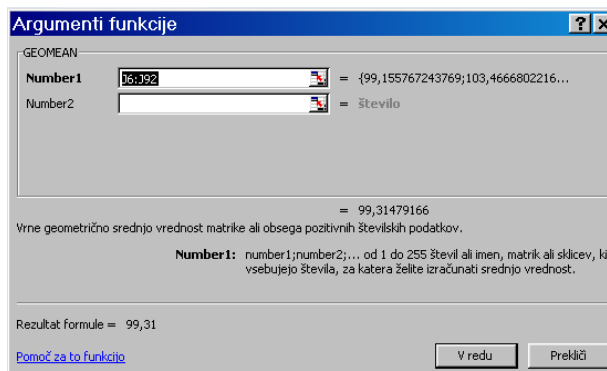 Argumenti funkcije
GEOMEAN
Number1 J6:J92 = {99,155767243769;103,4666802216...
Number2 = število
= 99,31479166
Vrne geometrično srednjo vrednost matrike ali obsega pozitivnih številskih podatkov.
Number1: number1;number2;... od 1 do 255 števil ali imen, matrik ali sklicev, ki
vsebujejo števila, za katera želite izračunati srednjo vrednost.
Rezultat formule = 99,31
Pomoč za to funkcijo
V redu Prekliči